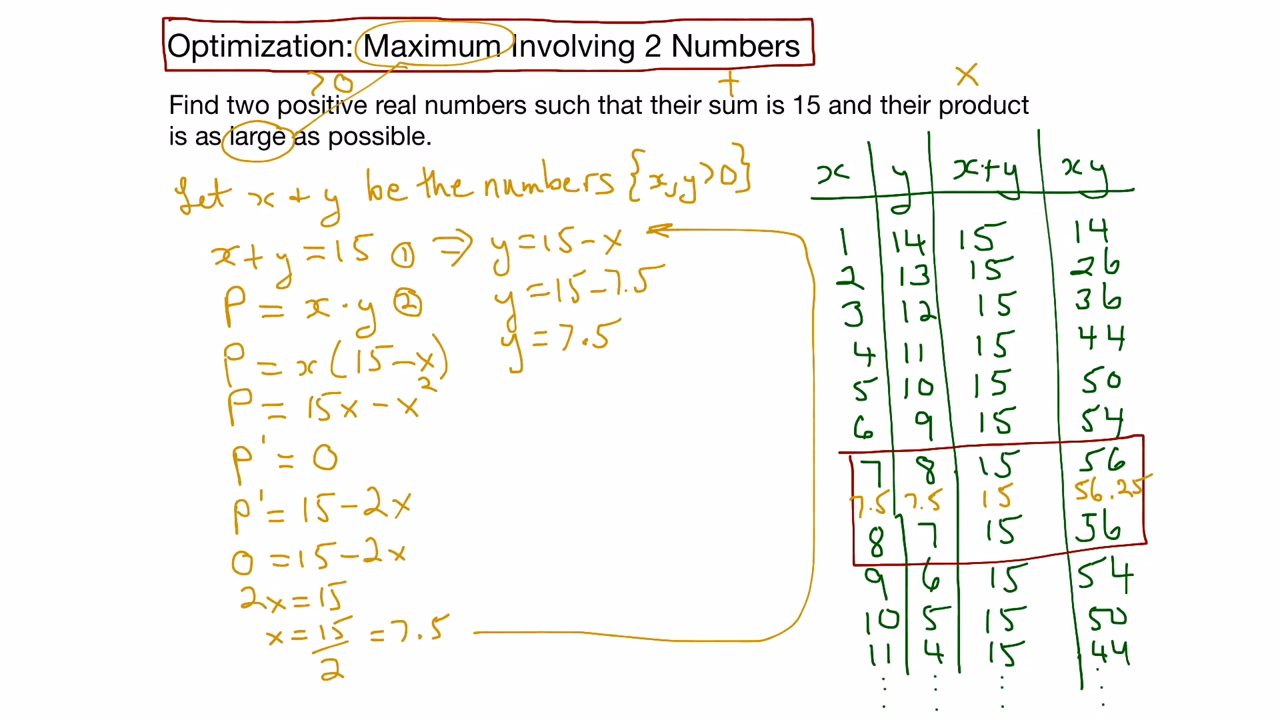 Optimization: Maximum Involving 2 Numbers
>0 + x
Find two positive real numbers such that their sum is 15 and their product
is as large as possible.
Let x + y be the numbers {x,y>0}
x+y=15 ① ⇒ y=15-x
P = x·y ② y=15-7.5
P = x(15-x) y=7.5
P = 15x-x²
P'=0
P'=15-2x
0=15-2x
2x=15
x=15/2=7.5
x y x+y xy
1 14 15 14
2 13 15 26
3 12 15 36
4 11 15 44
5 10 15 50
6 9 15 54
7 8 15 56
7.5 7.5 15 56.25
8 7 15 56
9 6 15 54
10 5 15 50
11 4 15 44
⋮ ⋮ ⋮ ⋮